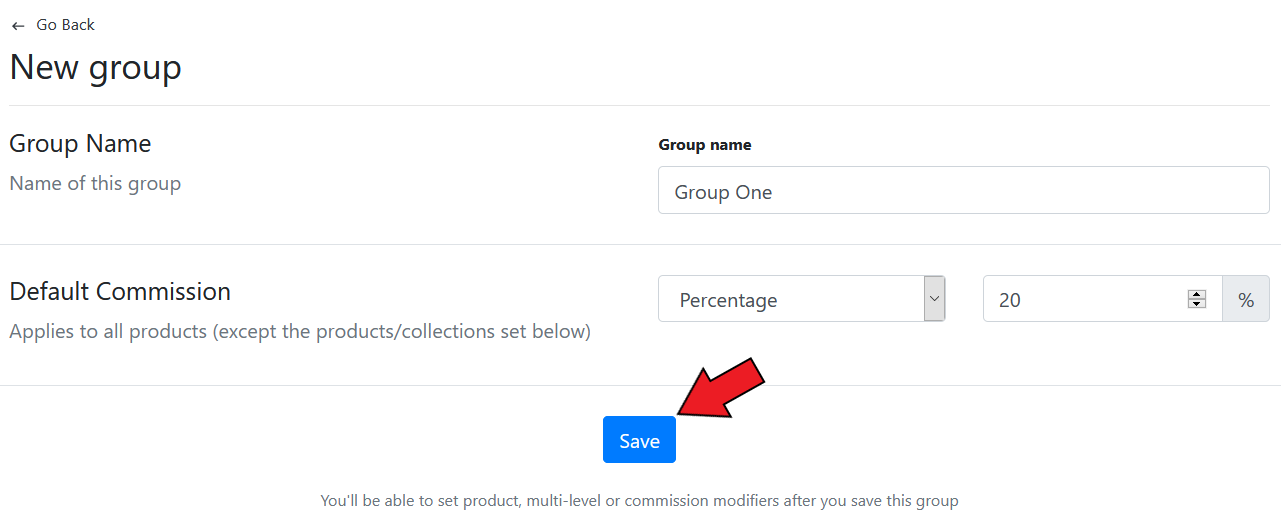 ← Go Back
New group
Group Name
Name of this group
Group name
Group One
Default Commission
Applies to all products (except the products/collections set below)
Percentage
20
%
Save
You'll be able to set product, multi-level or commission modifiers after you save this group